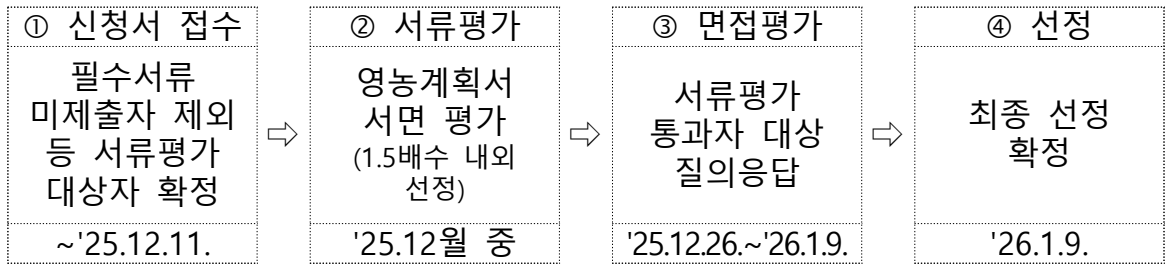 ① 신청서 접수
필수서류
미제출자 제외
등 서류평가
대상자 확정
~'25.12.11.
⇨
② 서류평가
영농계획서
서면 평가
(1.5배수 내외
선정)
'25.12월 중
⇨
③ 면접평가
서류평가
통과자 대상
질의응답
'25.12.26.~'26.1.9.
⇨
④ 선정
최종 선정
확정
'26.1.9.